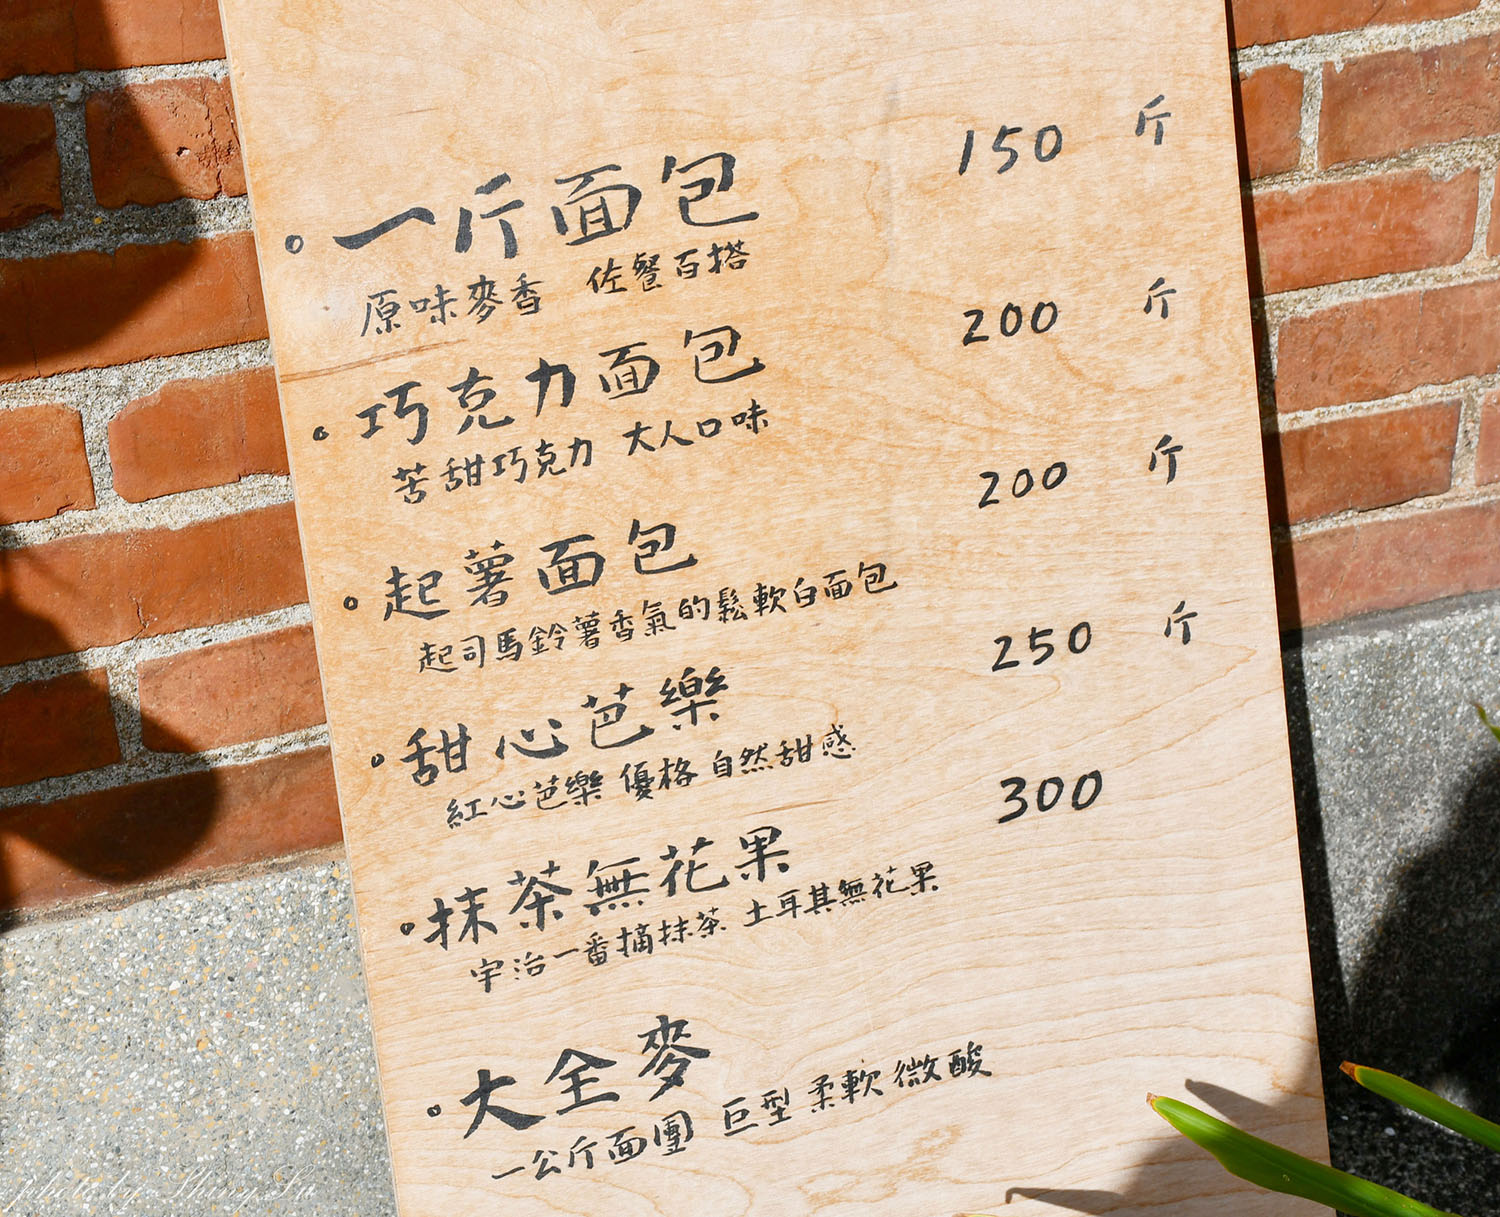 一斤面包 150 斤
原味麥香 佐餐百搭
巧克力面包 200 斤
苦甜巧克力 大人口味
起薯面包 200 斤
起司馬鈴薯香氣的鬆軟白面包
甜心芭樂 250 斤
紅心芭樂 優格 自然甜感
抹茶無花果 300
宇治一番摘抹茶 土耳其無花果
大全麥
一公斤面團 巨型 柔軟 微酸
photo by Shiny Su